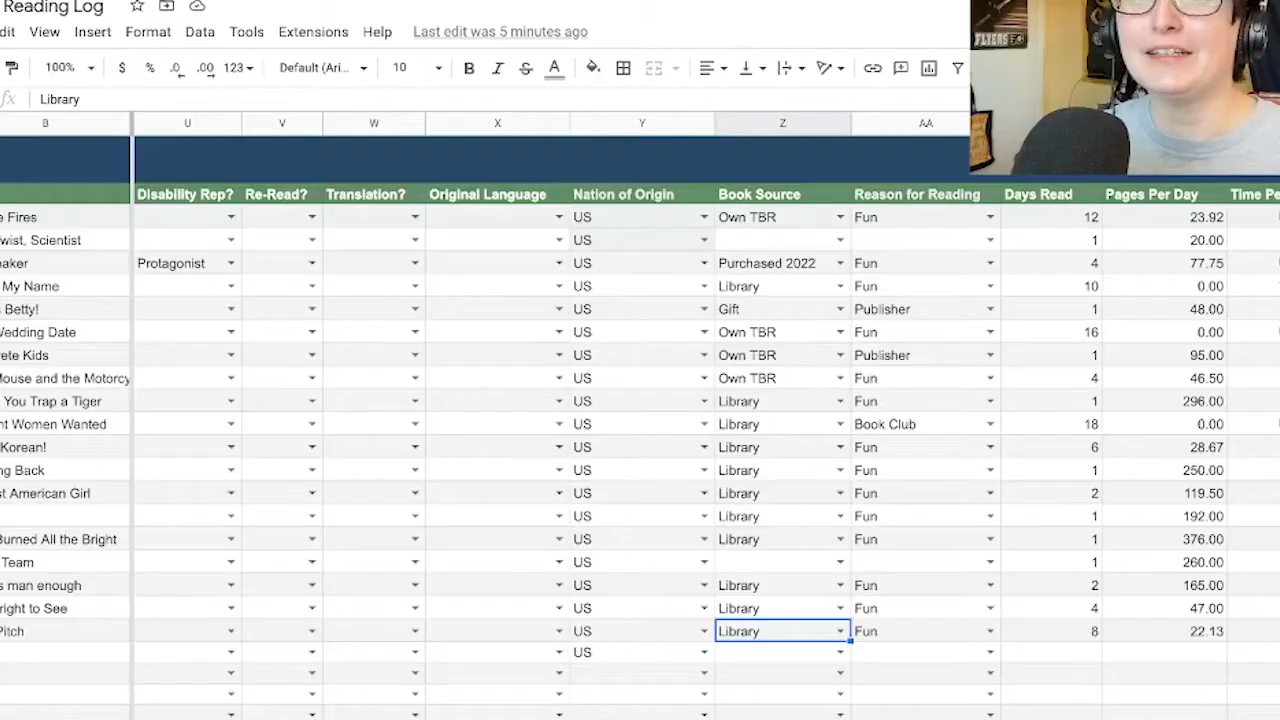 Reading Log
dit View Insert Format Data Tools Extensions Help Last edit was 5 minutes ago
100% $ % .0 .00 123 Default (Ari... 10 B I S A
fx Library
B U V W X Y Z AA
Disability Rep? Re-Read? Translation? Original Language Nation of Origin Book Source Reason for Reading Days Read Pages Per Day Time Pe
e Fires US Own TBR Fun 12 23.92
wist, Scientist US 1 20.00
eaker Protagonist US Purchased 2022 Fun 4 77.75
My Name US Library Fun 10 0.00
s Betty! US Gift Publisher 1 48.00
Wedding Date US Own TBR Fun 16 0.00
rete Kids US Own TBR Publisher 1 95.00
Mouse and the Motorcy US Own TBR Fun 4 46.50
You Trap a Tiger US Library Fun 1 296.00
nt Women Wanted US Library Book Club 18 0.00
Korean! US Library Fun 6 28.67
ng Back US Library Fun 1 250.00
st American Girl US Library Fun 2 119.50
US Library Fun 1 192.00
Burned All the Bright US Library Fun 1 376.00
Team US 1 260.00
s man enough US Library Fun 2 165.00
right to See US Library Fun 4 47.00
Pitch US Library Fun 8 22.13
US
FLYERS